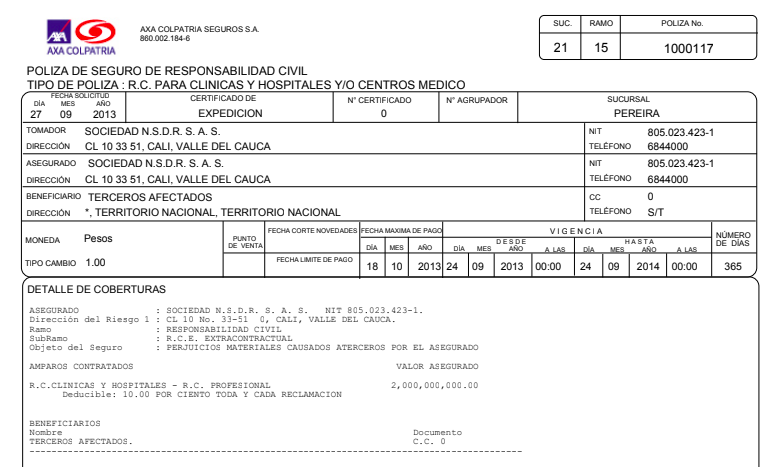 AXA COLPATRIA
AXA COLPATRIA SEGUROS S.A.
860.002.184-6
SUC. RAMO POLIZA No.
21 15 1000117
POLIZA DE SEGURO DE RESPONSABILIDAD CIVIL
TIPO DE POLIZA : R.C. PARA CLINICAS Y HOSPITALES Y/O CENTROS MEDICO
FECHA SOLICITUD CERTIFICADO DE N° CERTIFICADO N° AGRUPADOR SUCURSAL
DÍA MES AÑO
27 09 2013 EXPEDICION 0 PEREIRA
TOMADOR SOCIEDAD N.S.D.R. S. A. S. NIT 805.023.423-1
DIRECCIÓN CL 10 33 51, CALI, VALLE DEL CAUCA TELÉFONO 6844000
ASEGURADO SOCIEDAD N.S.D.R. S. A. S. NIT 805.023.423-1
DIRECCIÓN CL 10 33 51, CALI, VALLE DEL CAUCA TELÉFONO 6844000
BENEFICIARIO TERCEROS AFECTADOS CC 0
DIRECCIÓN *, TERRITORIO NACIONAL, TERRITORIO NACIONAL TELÉFONO S/T
MONEDA Pesos PUNTO DE VENTA FECHA CORTE NOVEDADES FECHA MAXIMA DE PAGO VIGENCIA NÚMERO DE DÍAS
DESDE HASTA
DÍA MES AÑO DÍA MES AÑO A LAS DÍA MES AÑO A LAS
TIPO CAMBIO 1.00 FECHA LIMITE DE PAGO 18 10 2013 24 09 2013 00:00 24 09 2014 00:00 365
DETALLE DE COBERTURAS
ASEGURADO : SOCIEDAD N.S.D.R. S. A. S. NIT 805.023.423-1.
Dirección del Riesgo 1 : CL 10 No. 33-51 0, CALI, VALLE DEL CAUCA.
Ramo : RESPONSABILIDAD CIVIL
SubRamo : R.C.E. EXTRACONTRACTUAL
Objeto del Seguro : PERJUICIOS MATERIALES CAUSADOS ATERCEROS POR EL ASEGURADO
AMPAROS CONTRATADOS VALOR ASEGURADO
R.C.CLINICAS Y HOSPITALES - R.C. PROFESIONAL 2,000,000,000.00
Deducible: 10.00 POR CIENTO TODA Y CADA RECLAMACION
BENEFICIARIOS
Nombre Documento
TERCEROS AFECTADOS. C.C. 0